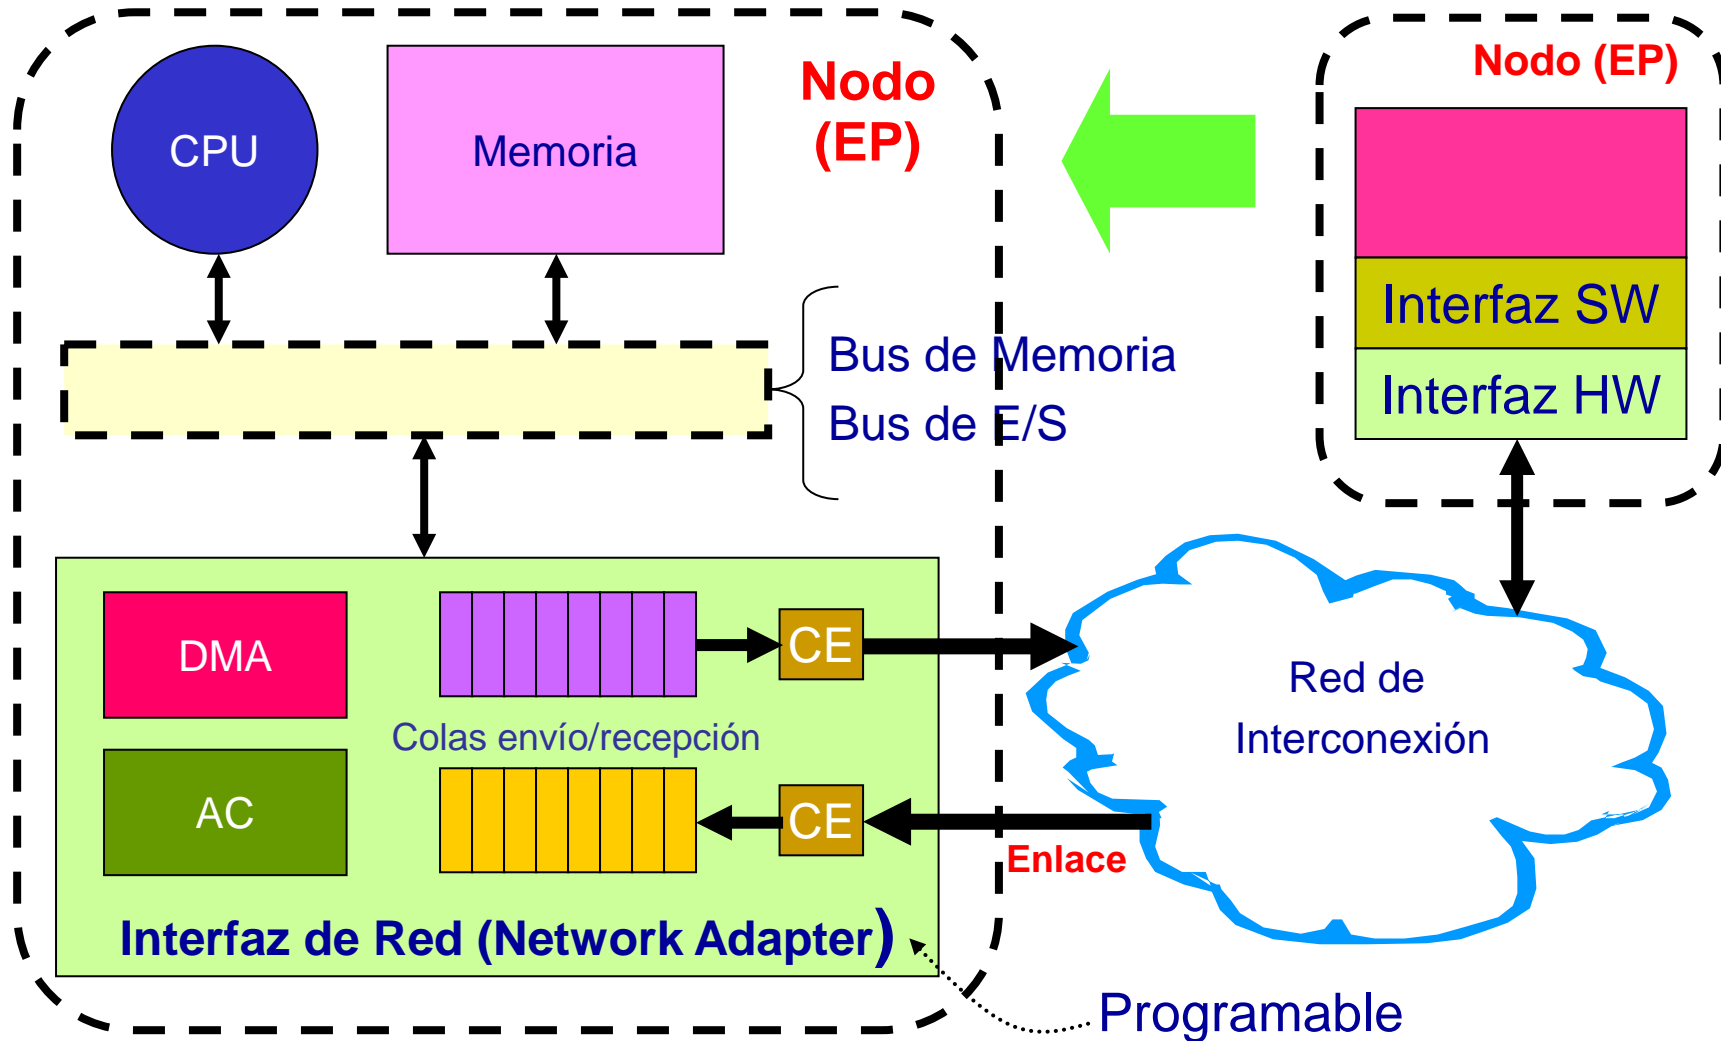 Nodo
(EP)
CPU
Memoria
Bus de Memoria
Bus de E/S
DMA
AC
Colas envío/recepción
CE
CE
Interfaz de Red (Network Adapter)
Programable
Enlace
Nodo (EP)
Interfaz SW
Interfaz HW
Red de
Interconexión